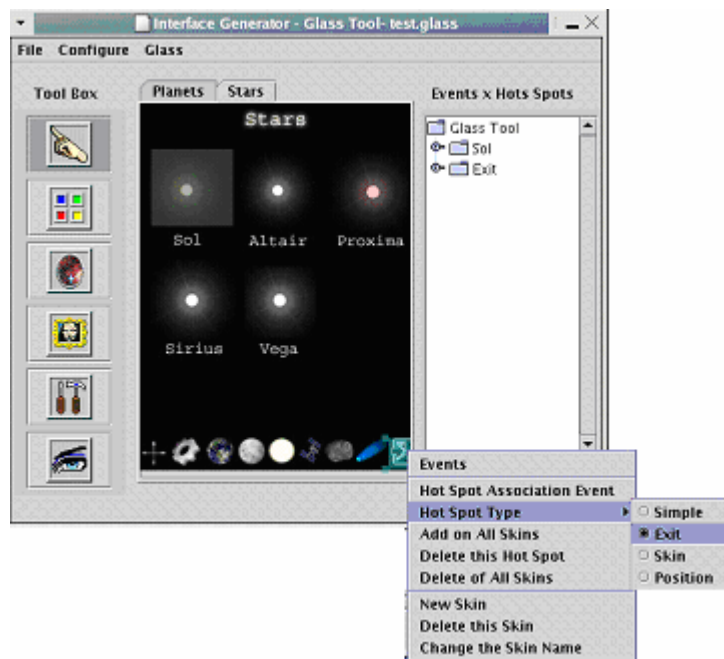 Interface Generator - Glass Tool- test.glass
File Configure Glass
Tool Box
Planets Stars
Events x Hots Spots
Stars
Sol Altair Proxima
Sirius Vega
Glass Tool
Sol
Exit
Events
Hot Spot Association Event
Hot Spot Type
Add on All Skins
Delete this Hot Spot
Delete of All Skins
New Skin
Delete this Skin
Change the Skin Name
Simple
Exit
Skin
Position